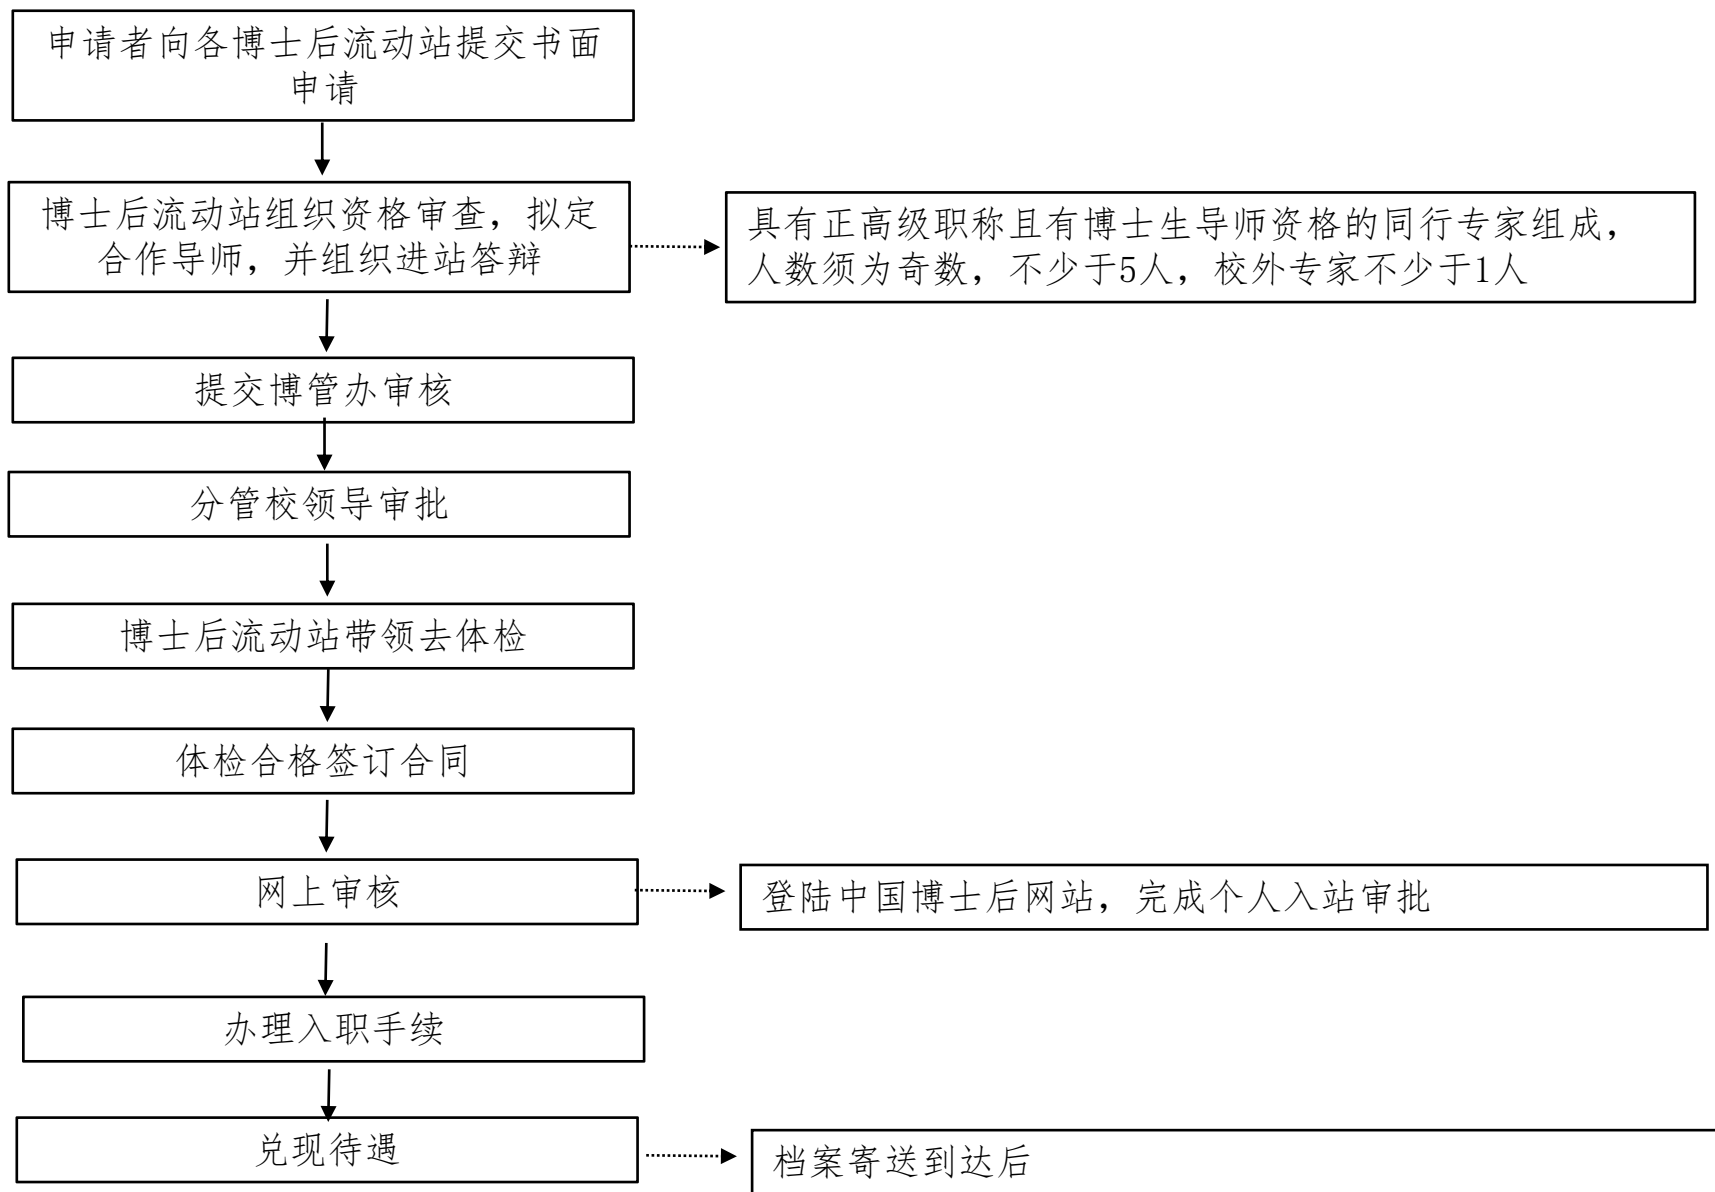 申请者向各博士后流动站提交书面
申请
博士后流动站组织资格审查，拟定
合作导师，并组织进站答辩
具有正高级职称且有博士生导师资格的同行专家组成，
人数须为奇数，不少于5人，校外专家不少于1人
提交博管办审核
分管校领导审批
博士后流动站带领去体检
体检合格签订合同
网上审核
登陆中国博士后网站，完成个人入站审批
办理入职手续
兑现待遇
档案寄送到达后